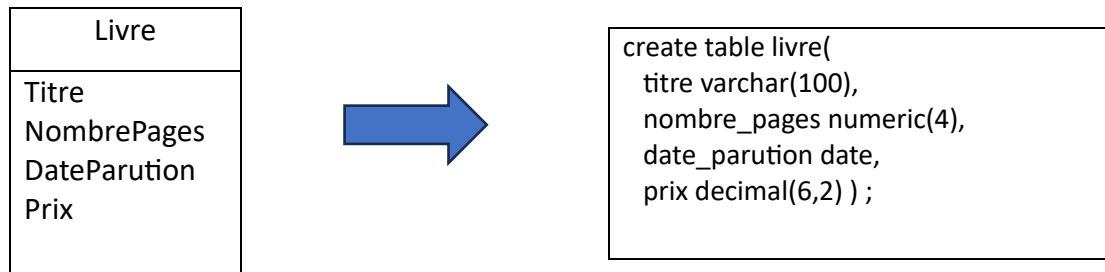 Livre
Titre
NombrePages
DateParution
Prix
create table livre(
titre varchar(100),
nombre_pages numeric(4),
date_parution date,
prix decimal(6,2) ) ;